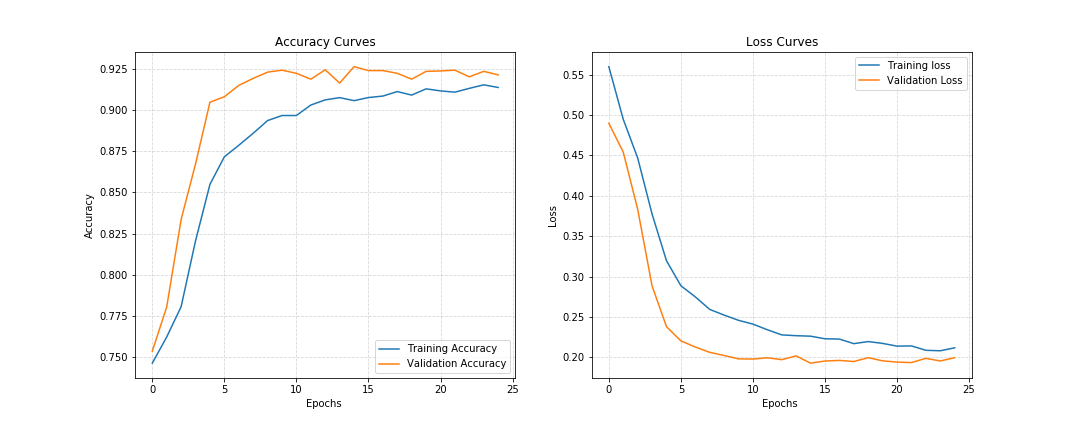 Accuracy Curves
0.925
0.900
0.875
0.850
0.825
0.800
0.775
0.750
Accuracy
0 5 10 15 20 25
Epochs
Training Accuracy
Validation Accuracy
Loss Curves
0.55
0.50
0.45
0.40
0.35
0.30
0.25
0.20
Loss
0 5 10 15 20 25
Epochs
Training loss
Validation Loss